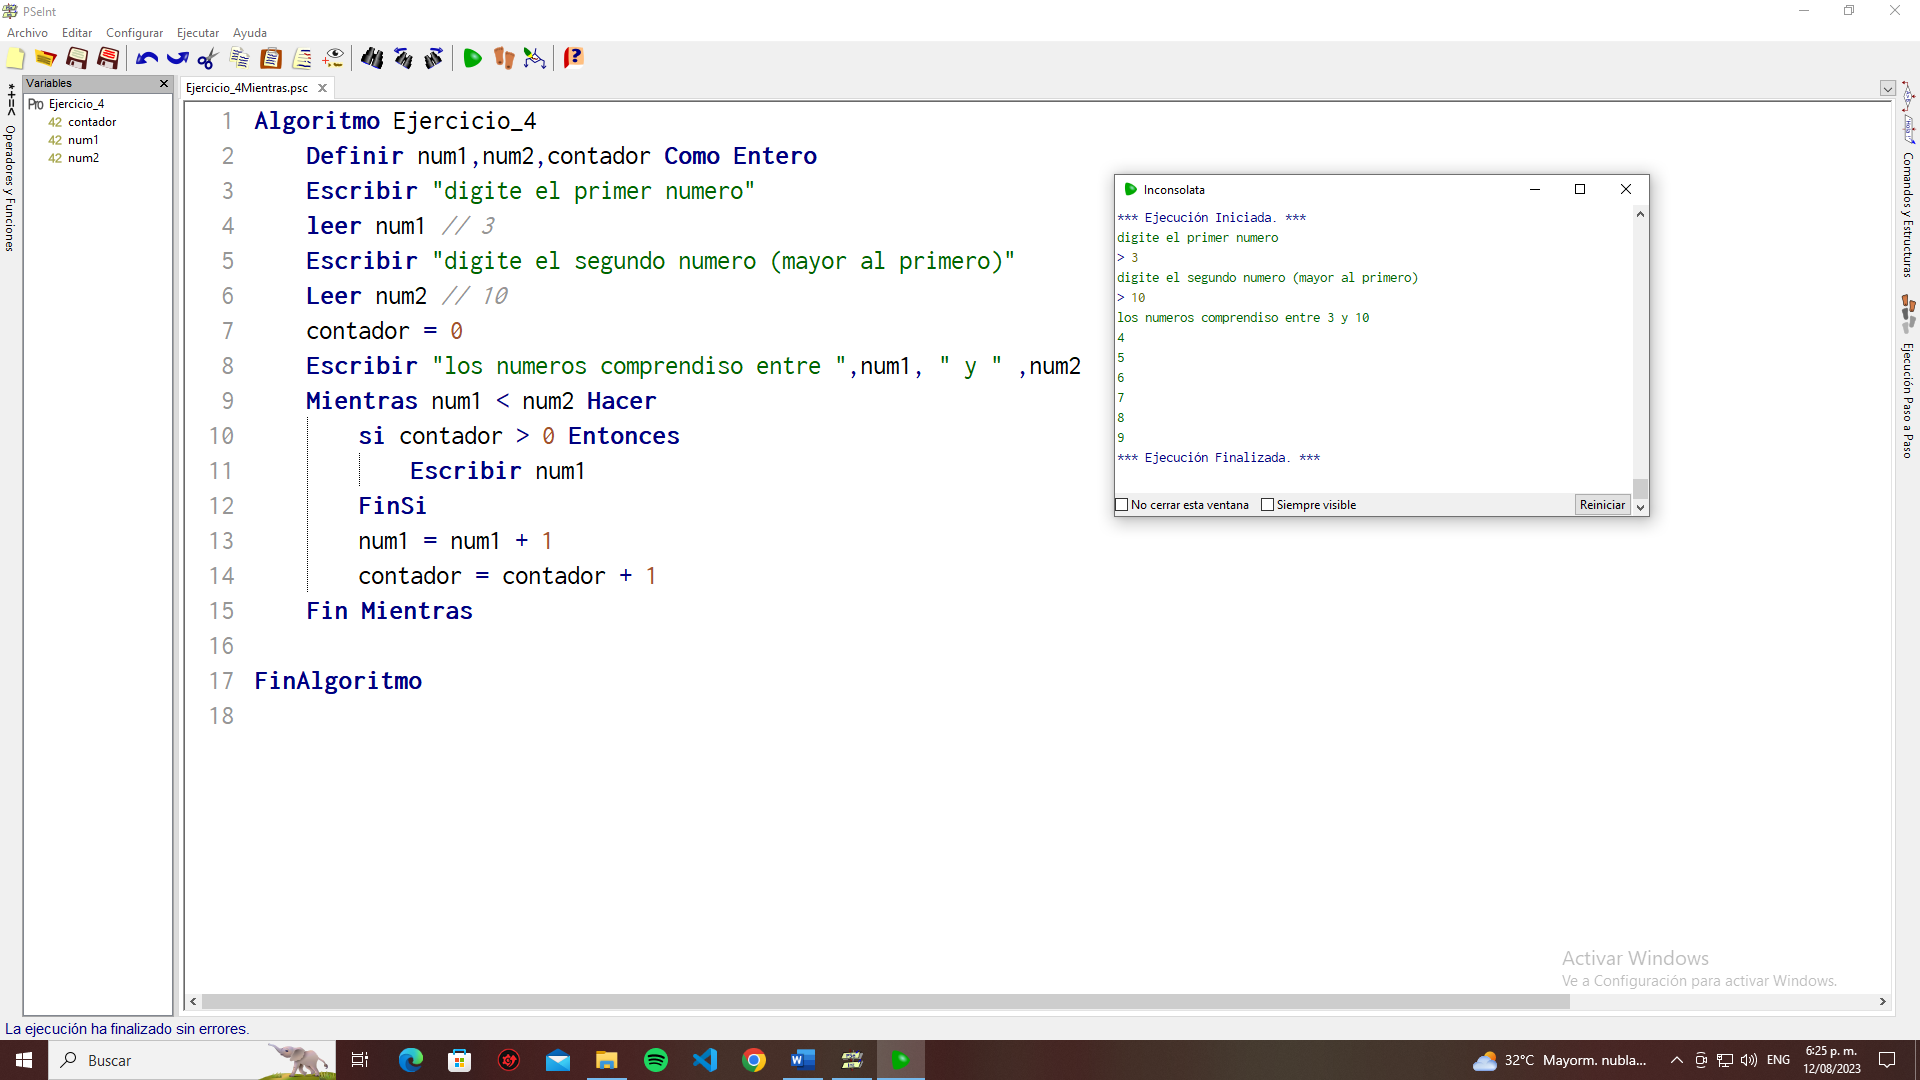 PSeInt
Archivo Editar Configurar Ejecutar Ayuda
Variables
Ejercicio_4Mientras.psc
Pro Ejercicio_4
42 contador
42 num1
42 num2
*+=< Operadores y Funciones
1 Algoritmo Ejercicio_4
2 Definir num1,num2,contador Como Entero
3 Escribir "digite el primer numero"
4 leer num1 // 3
5 Escribir "digite el segundo numero (mayor al primero)"
6 Leer num2 // 10
7 contador = 0
8 Escribir "los numeros comprendiso entre ",num1, " y " ,num2
9 Mientras num1 < num2 Hacer
10 si contador > 0 Entonces
11 Escribir num1
12 FinSi
13 num1 = num1 + 1
14 contador = contador + 1
15 Fin Mientras
16
17 FinAlgoritmo
18
Inconsolata
*** Ejecución Iniciada. ***
digite el primer numero
> 3
digite el segundo numero (mayor al primero)
> 10
los numeros comprendiso entre 3 y 10
4
5
6
7
8
9
*** Ejecución Finalizada. ***
No cerrar esta ventana Siempre visible Reiniciar
Comandos y Estructuras
Ejecución Paso a Paso
Activar Windows
Ve a Configuración para activar Windows.
La ejecución ha finalizado sin errores.
Buscar
32°C Mayorm. nubla...
ENG
6:25 p. m.
12/08/2023